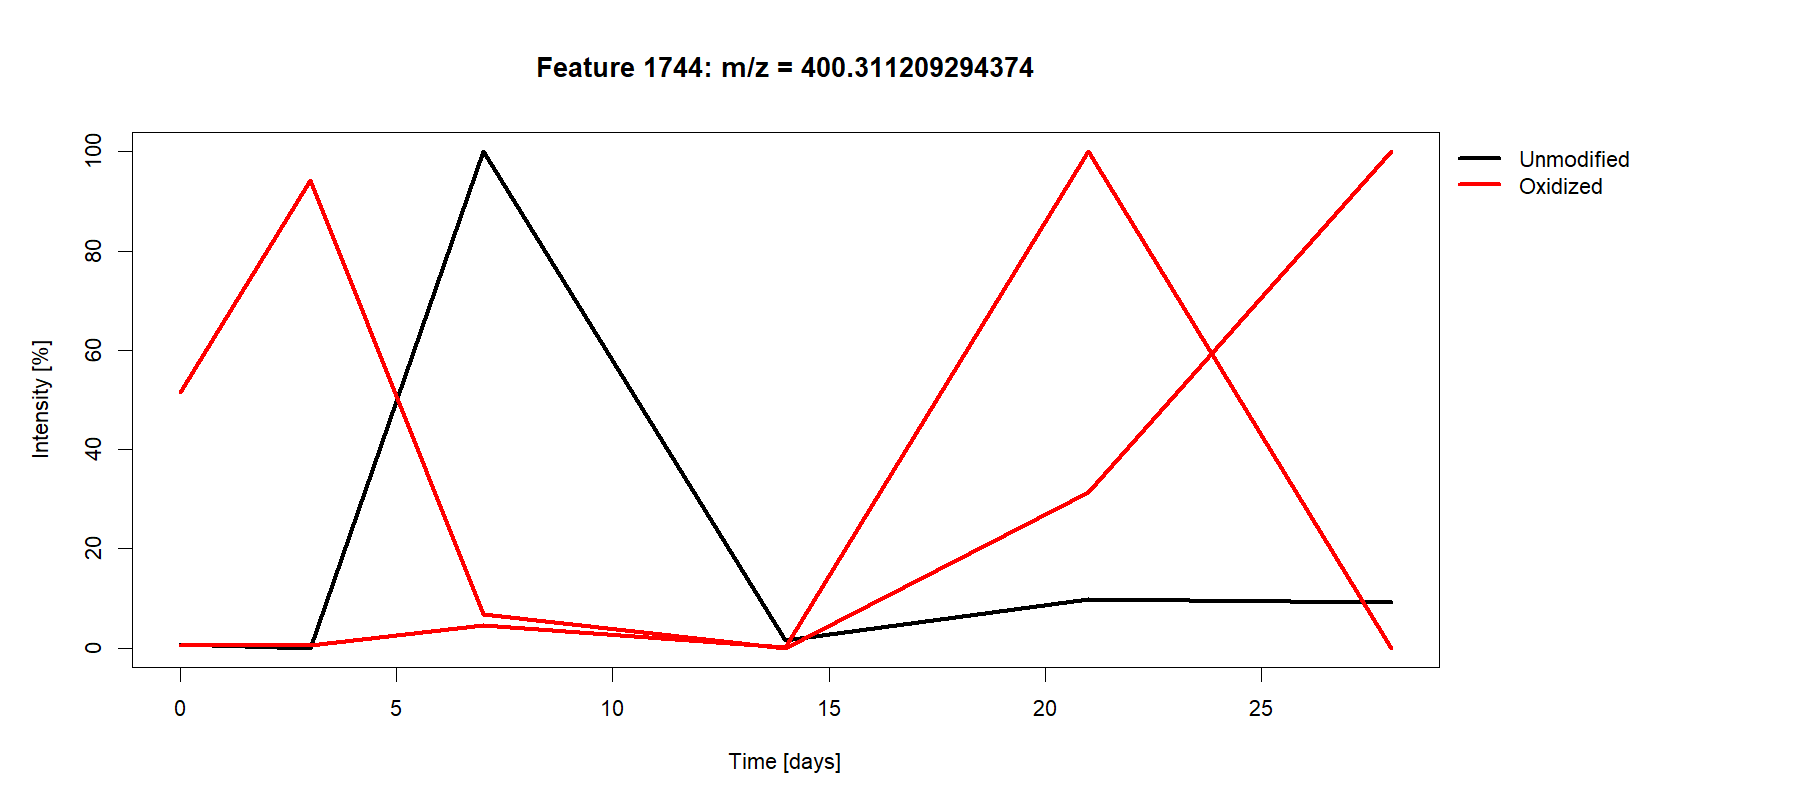 Feature 1744: m/z = 400.311209294374
100
80
60
40
20
0
Intensity [%]
0 5 10 15 20 25
Time [days]
Unmodified
Oxidized